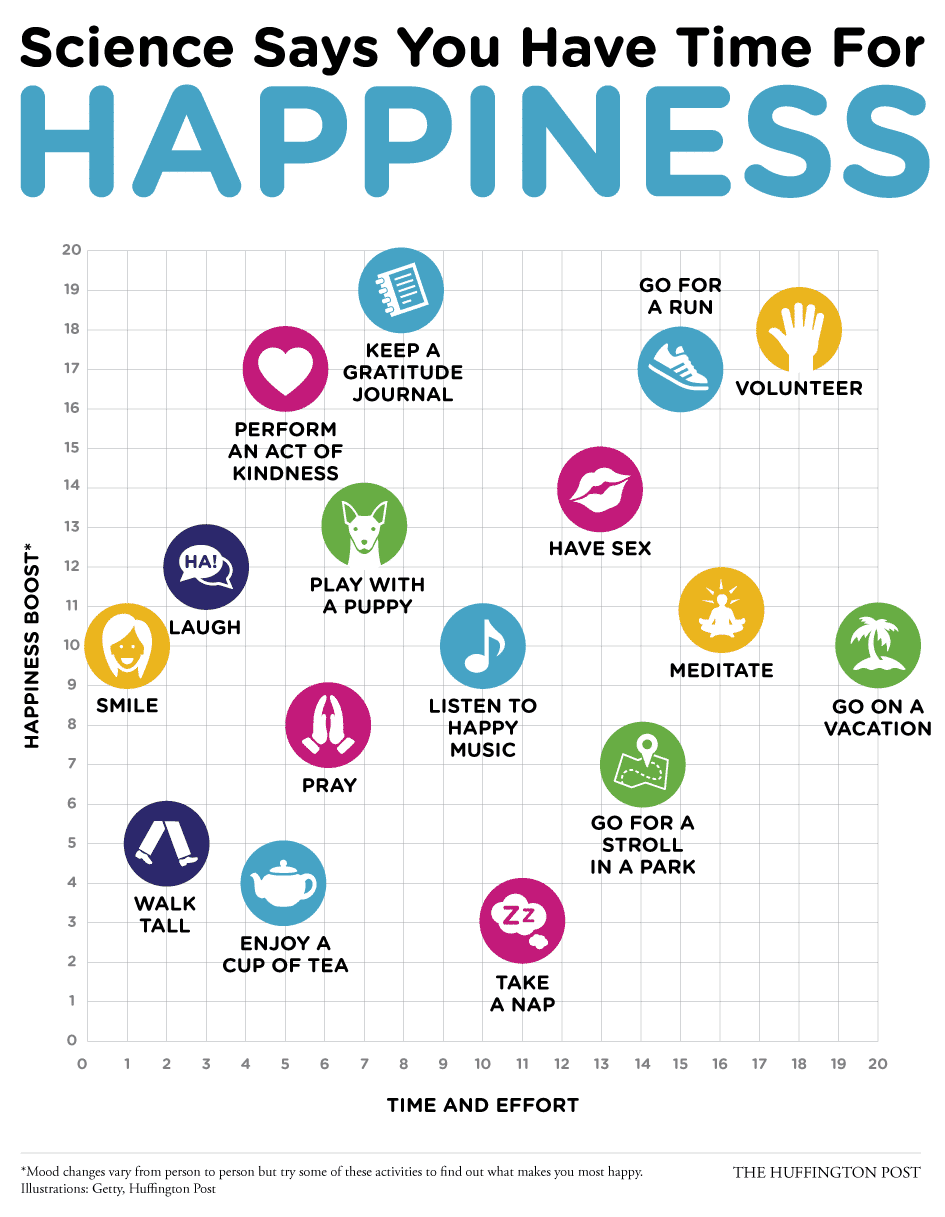 Science Says You Have Time For
HAPPINESS
HAPPINESS BOOST*
20
19
18
17
16
15
14
13
12
11
10
9
8
7
6
5
4
3
2
1
0
KEEP A
GRATITUDE
JOURNAL
GO FOR
A RUN
VOLUNTEER
PERFORM
AN ACT OF
KINDNESS
HAVE SEX
HA!
LAUGH
PLAY WITH
A PUPPY
SMILE
LISTEN TO
HAPPY
MUSIC
MEDITATE
GO ON A
VACATION
PRAY
GO FOR A
STROLL
IN A PARK
WALK
TALL
ENJOY A
CUP OF TEA
Zz
TAKE
A NAP
0 1 2 3 4 5 6 7 8 9 10 11 12 13 14 15 16 17 18 19 20
TIME AND EFFORT
*Mood changes vary from person to person but try some of these activities to find out what makes you most happy.
Illustrations: Getty, Huffington Post
THE HUFFINGTON POST